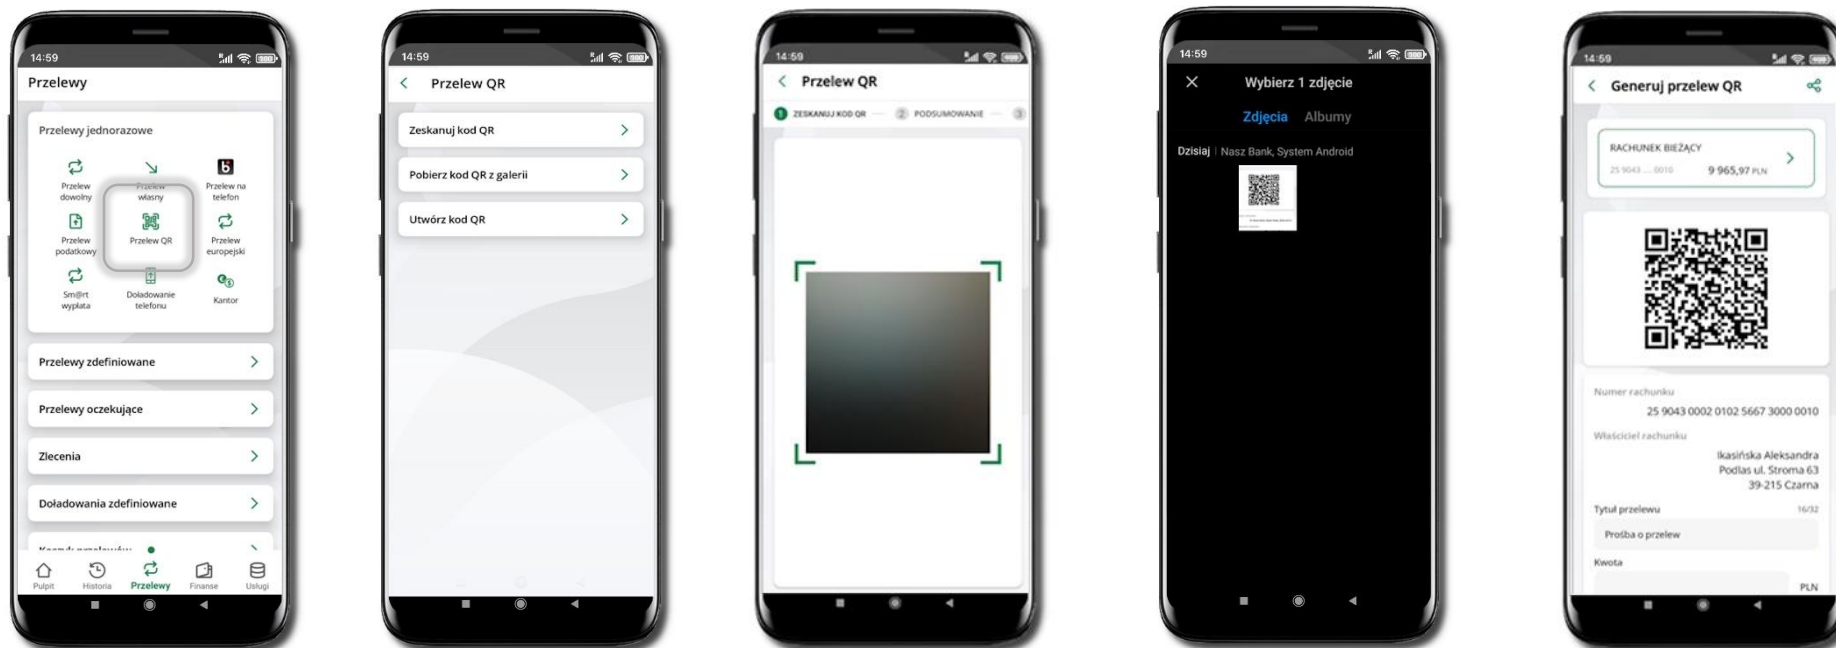 14:59
Przelewy
Przelewy jednorazowe
Przelew dowolny
Przelew własny
Przelew na telefon
Przelew podatkowy
Przelew QR
Przelew europejski
Sm@rt wypłata
Doładowanie telefonu
Kantor
Przelewy zdefiniowane
Przelewy oczekujące
Zlecenia
Doładowania zdefiniowane
Koszyk przelewów
Pulpit
Historia
Przelewy
Finanse
Usługi
14:59
Przelew QR
Zeskanuj kod QR
Pobierz kod QR z galerii
Utwórz kod QR
14:59
Przelew QR
1 ZESKANUJ KOD QR
2 PODSUMOWANIE
3
14:59
Wybierz 1 zdjęcie
Zdjęcia Albumy
Dzisiaj | Nasz Bank, System Android
14:59
Generuj przelew QR
RACHUNEK BIEŻĄCY
25 9043 ... 0010 9 965,97 PLN
Numer rachunku
25 9043 0002 0102 5667 3000 0010
Właściciel rachunku
Ikasińska Aleksandra
Podlas ul. Stroma 63
39-215 Czarna
Tytuł przelewu 16/32
Prośba o przelew
Kwota
PLN